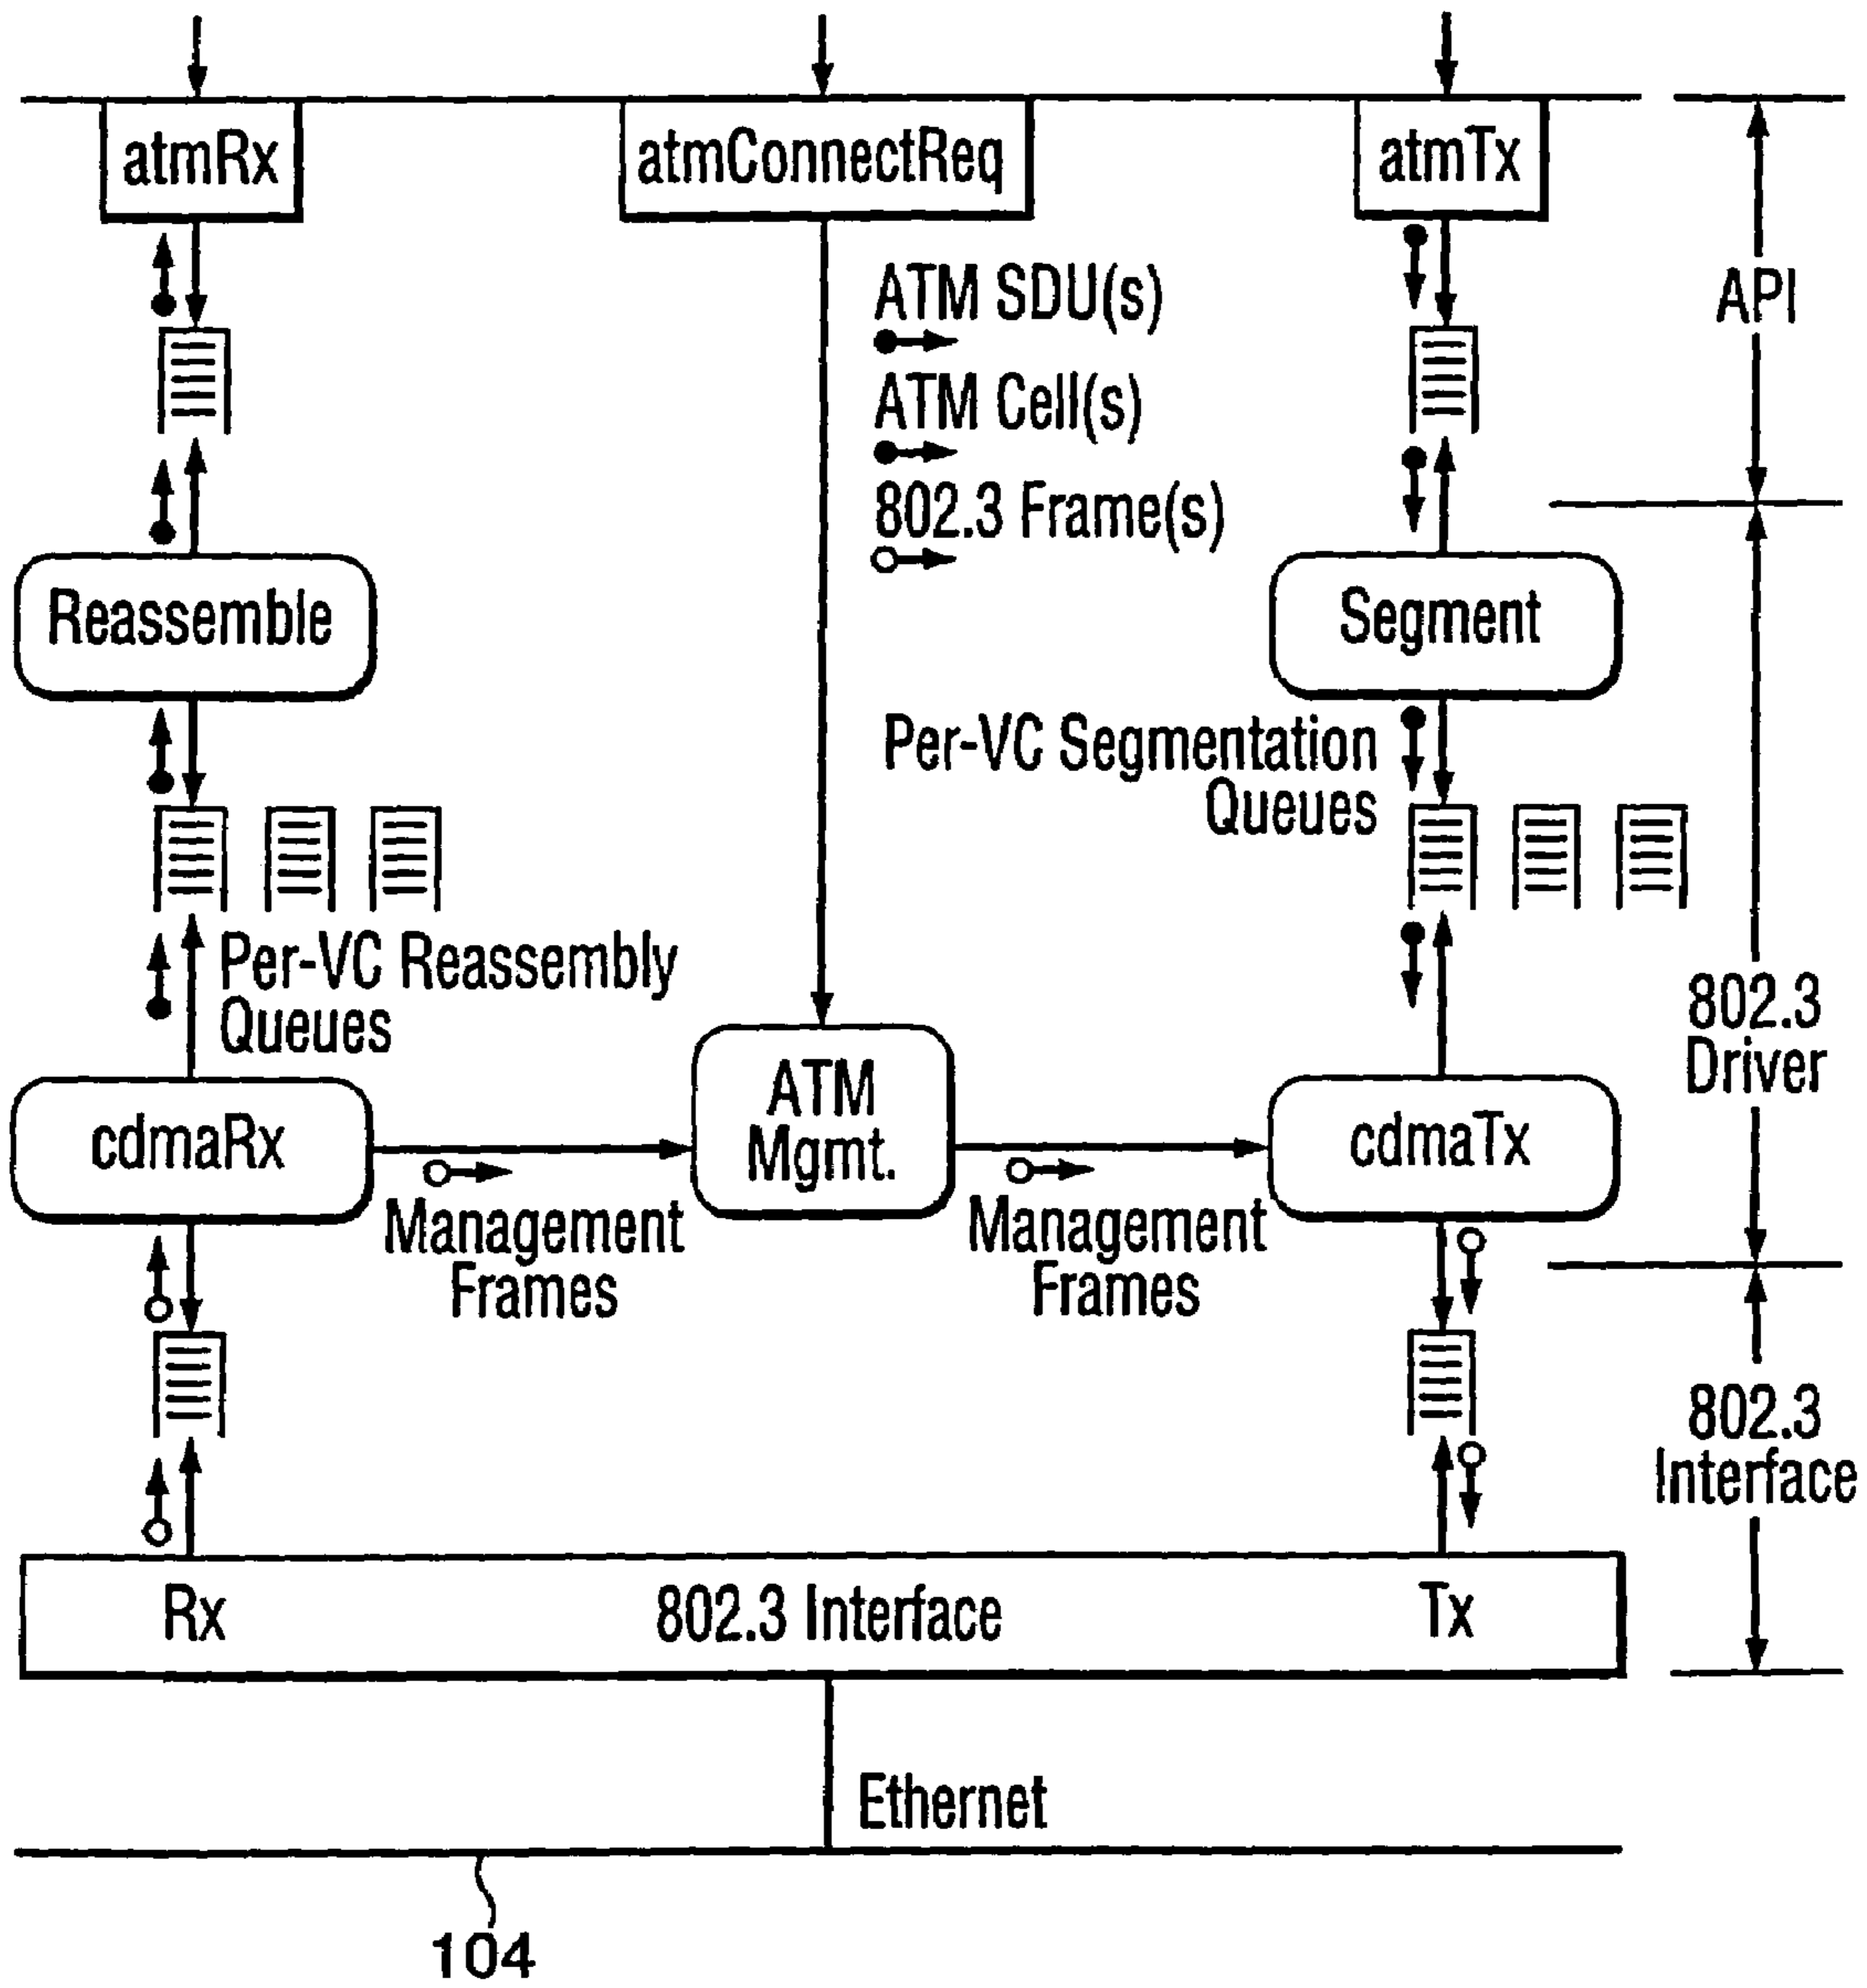 atmRx
atmConnectReq
atmTx
ATM SDU(s)
ATM Cell(s)
802.3 Frame(s)
API
Reassemble
Segment
Per-VC Segmentation
Queues
Per-VC Reassembly
Queues
802.3
Driver
cdmaRx
ATM
Mgmt.
cdmaTx
Management
Frames
Management
Frames
802.3
Interface
Rx
802.3 Interface
Tx
Ethernet
104